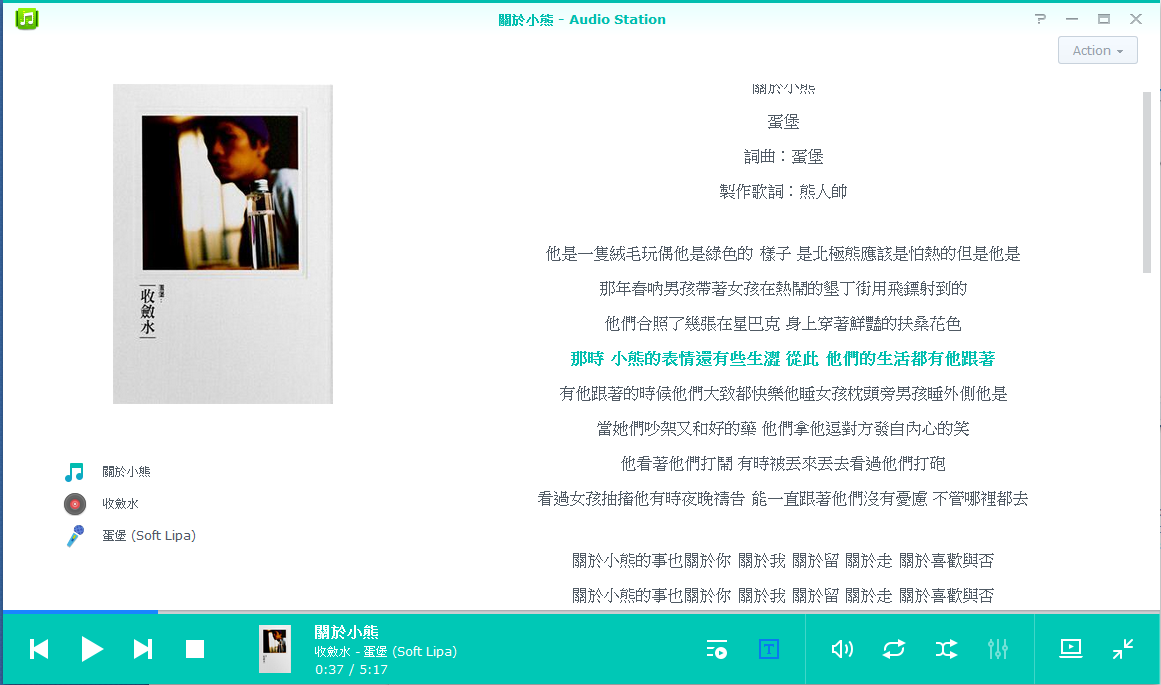 關於小熊 - Audio Station
Action
蛋堡
收斂水
關於小熊
收斂水
蛋堡 (Soft Lipa)
關於小熊
蛋堡
詞曲：蛋堡
製作歌詞：熊人帥
他是一隻絨毛玩偶他是綠色的 樣子 是北極熊應該是怕熱的但是他是
那年春吶男孩帶著女孩在熱鬧的墾丁街用飛鏢射到的
他們合照了幾張在星巴克 身上穿著鮮豔的扶桑花色
那時 小熊的表情還有些生澀 從此 他們的生活都有他跟著
有他跟著的時候他們大致都快樂他睡女孩枕頭旁男孩睡外側他是
當她們吵架又和好的藥 他們拿他逗對方發自內心的笑
他看著他們打鬧 有時被丟來丟去看過他們打砲
看過女孩抽搐他有時夜晚禱告 能一直跟著他們沒有憂慮 不管哪裡都去
關於小熊的事也關於你 關於我 關於留 關於走 關於喜歡與否
關於小熊的事也關於你 關於我 關於留 關於走 關於喜歡與否
關於小熊
收斂水 - 蛋堡 (Soft Lipa)
0:37 / 5:17